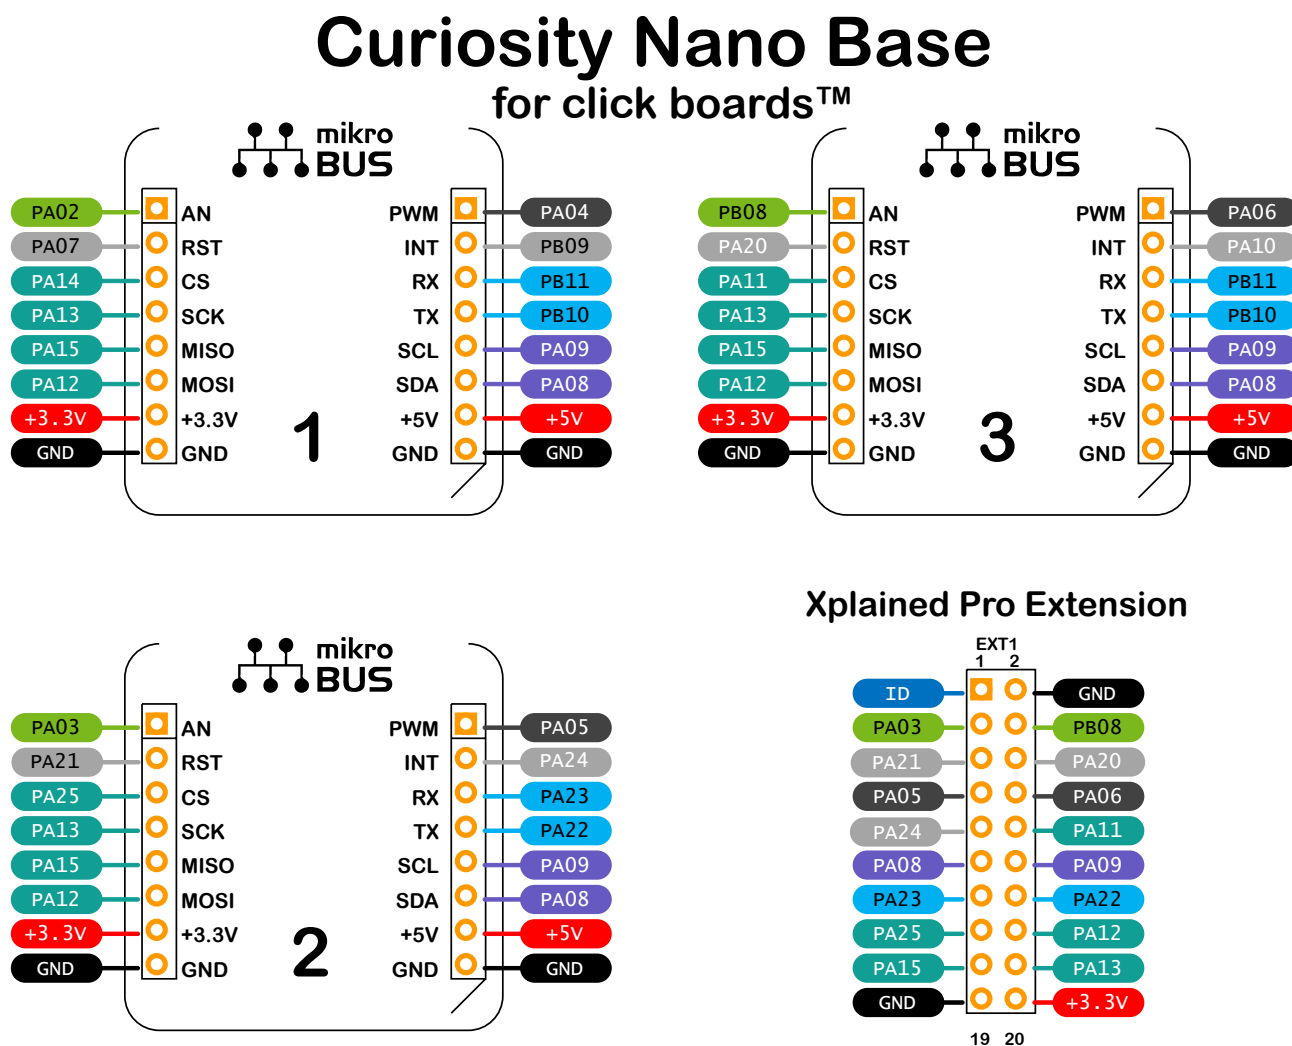 Curiosity Nano Base
for click boards™
mikro
BUS
PA02 AN PWM PA04
PA07 RST INT PB09
PA14 CS RX PB11
PA13 SCK TX PB10
PA15 MISO SCL PA09
PA12 MOSI SDA PA08
+3.3V +3.3V +5V +5V
GND GND GND GND
1
mikro
BUS
PB08 AN PWM PA06
PA20 RST INT PA10
PA11 CS RX PB11
PA13 SCK TX PB10
PA15 MISO SCL PA09
PA12 MOSI SDA PA08
+3.3V +3.3V +5V +5V
GND GND GND GND
3
mikro
BUS
PA03 AN PWM PA05
PA21 RST INT PA24
PA25 CS RX PA23
PA13 SCK TX PA22
PA15 MISO SCL PA09
PA12 MOSI SDA PA08
+3.3V +3.3V +5V +5V
GND GND GND GND
2
Xplained Pro Extension
EXT1
1 2
ID GND
PA03 PB08
PA21 PA20
PA05 PA06
PA24 PA11
PA08 PA09
PA23 PA22
PA25 PA12
PA15 PA13
GND +3.3V
19 20